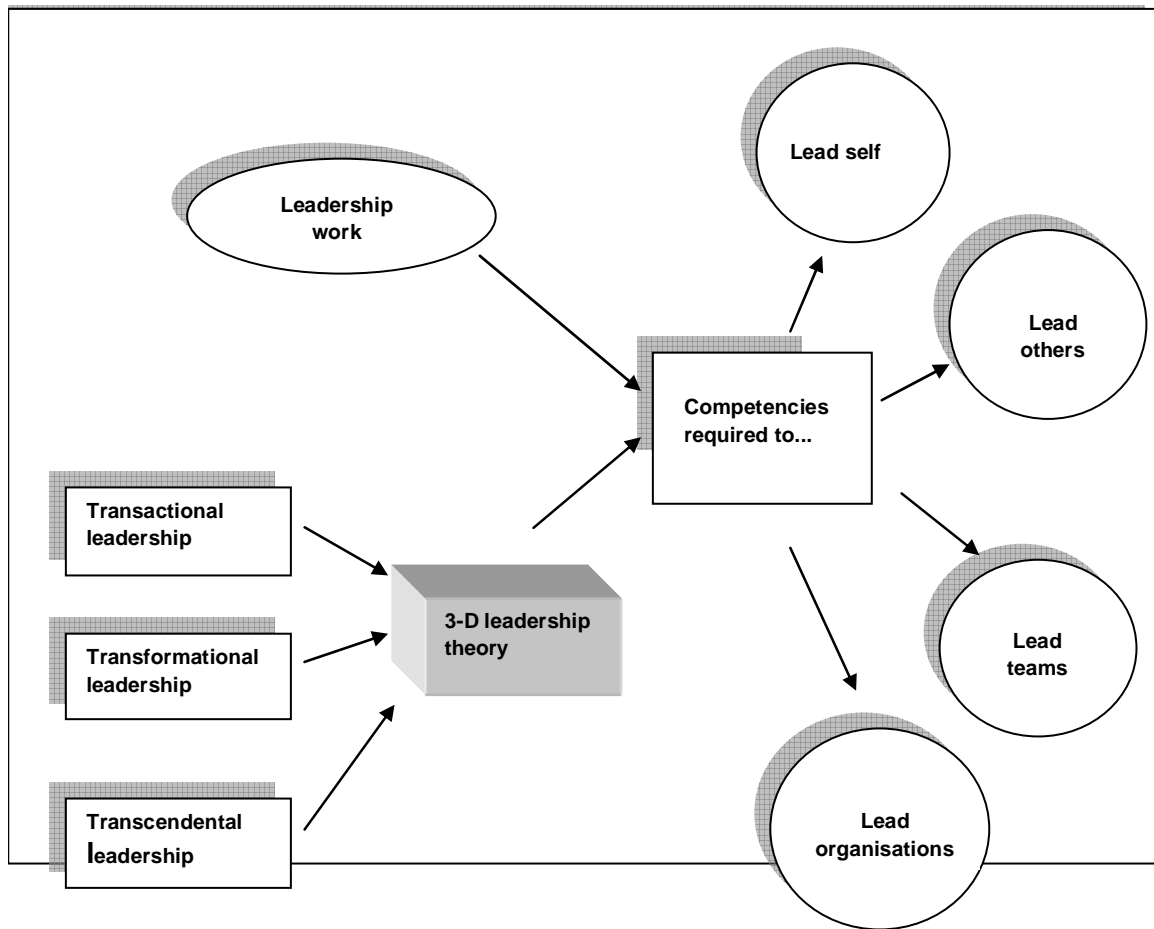 Lead self
Leadership
work
Lead
others
Competencies
required to...
Transactional
leadership
3-D leadership
theory
Transformational
leadership
Lead
teams
Transcendental
leadership
Lead
organisations